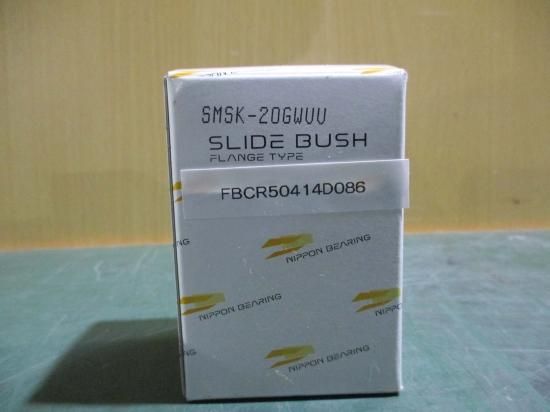 SMSK-20GWUU
SLIDE BUSH
FLANGE TYPE
FBCR50414D086
NIPPON BEARING
NIPPON BEARING
NIPPON BEARING
NIPPON BEARING